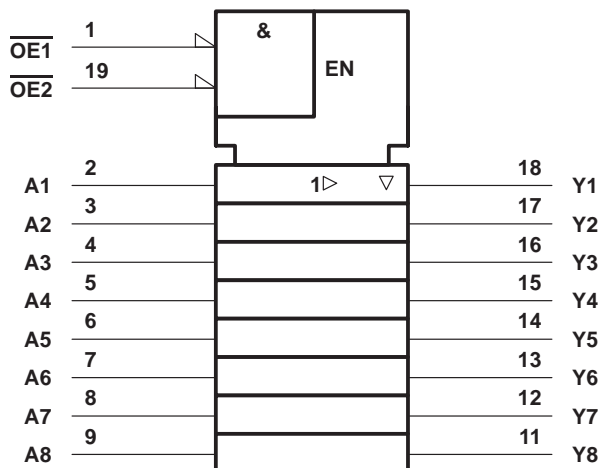 1 &
OE1
19 EN
OE2
2 1 18
A1 Y1
3 17
A2 Y2
4 16
A3 Y3
5 15
A4 Y4
6 14
A5 Y5
7 13
A6 Y6
8 12
A7 Y7
9 11
A8 Y8